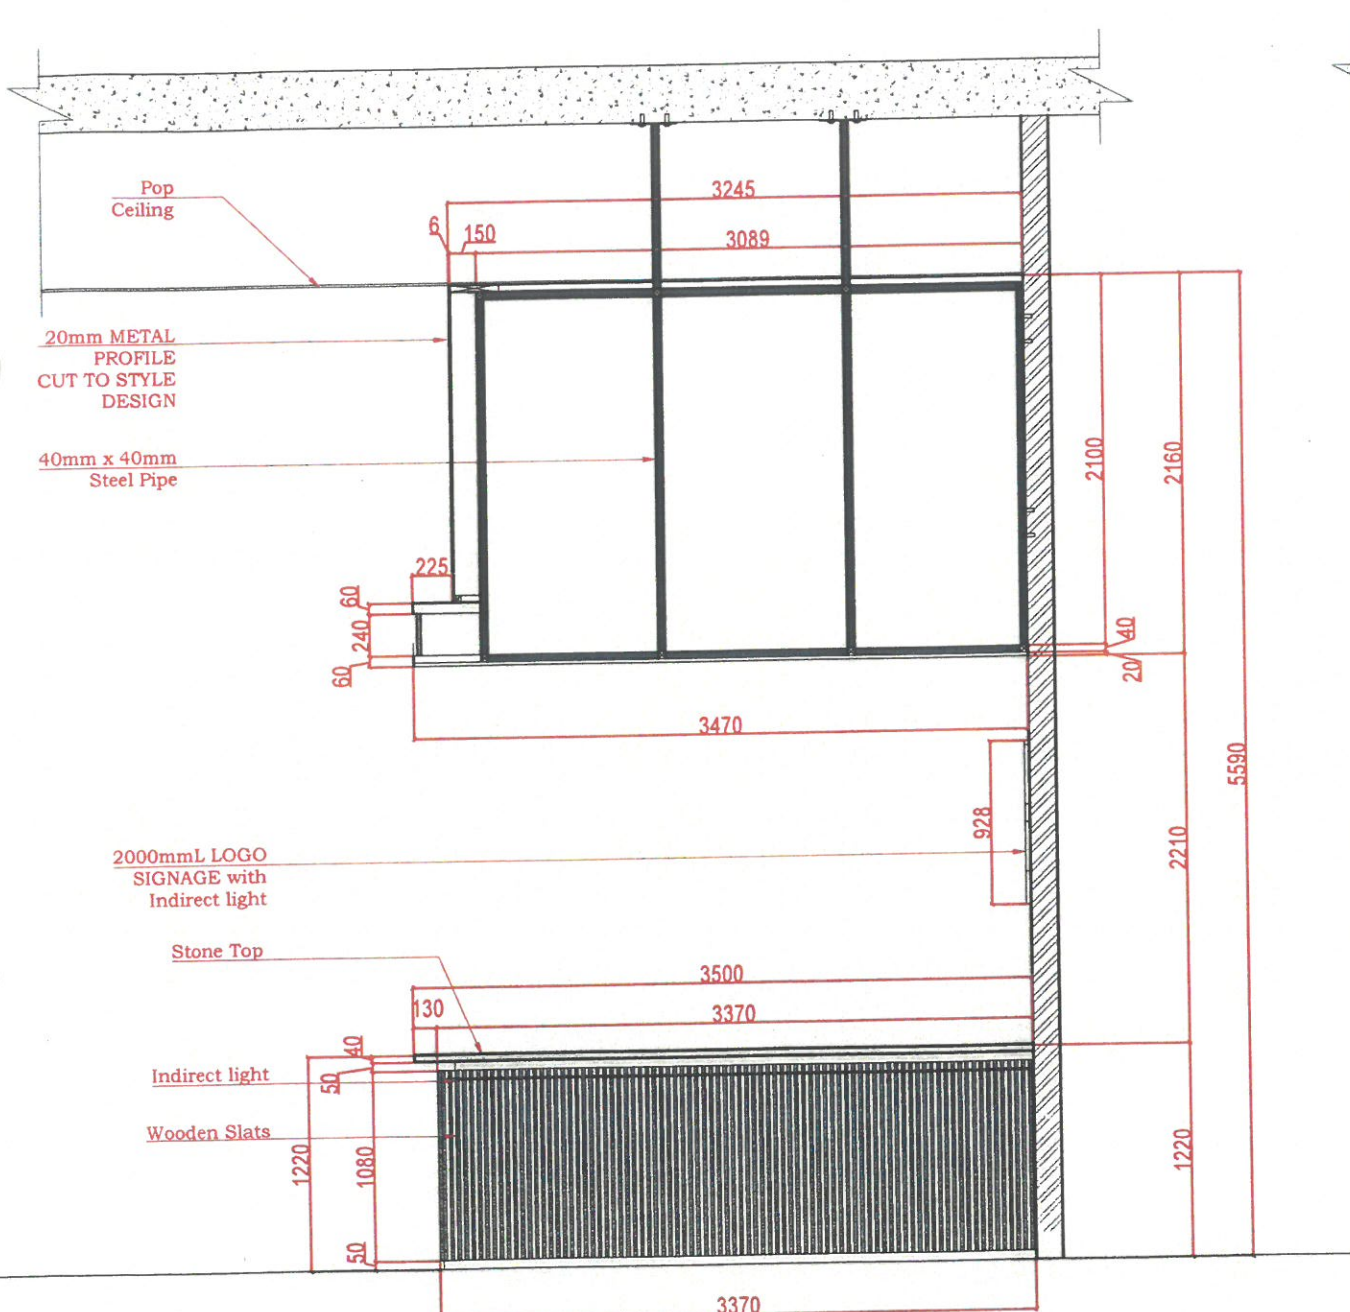 Pop
Ceiling
3245
6
150
3089
20mm METAL
PROFILE
CUT TO STYLE
DESIGN
40mm x 40mm
Steel Pipe
2100
2160
225
60
240
60
40
20
3470
5590
928
2210
2000mmL LOGO
SIGNAGE with
Indirect light
Stone Top
3500
130
3370
40
50
Indirect light
Wooden Slats
1220
1080
1220
50
3370